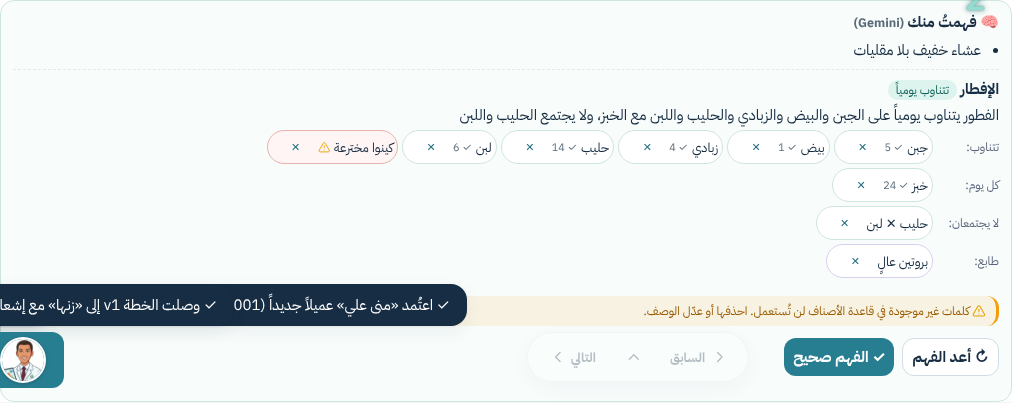 🧠 فهمتُ منك (Gemini)
• عشاء خفيف بلا مقليات
الإفطار تتناوب يومياً
الفطور يتناوب يومياً على الجبن والبيض والزبادي والحليب واللبن مع الخبز، ولا يجتمع الحليب واللبن
تتناوب: جبن ✓ 5 × بيض ✓ 1 × زبادي ✓ 4 × حليب ✓ 14 × لبن ✓ 6 × كينوا مخترعة ⚠ ×
كل يوم: خبز ✓ 24 ×
لا يجتمعان: حليب ✕ لبن ×
طابع: بروتين عالٍ ×
⚠ كلمات غير موجودة في قاعدة الأصناف لن تُستعمل. احذفها أو عدّل الوصف.
✓ اعتُمد «منى علي» عميلاً جديداً (001
✓ وصلت الخطة v1 إلى «زنها» مع إشعا
↻ أعد الفهم
✓ الفهم صحيح
السابق
التالي